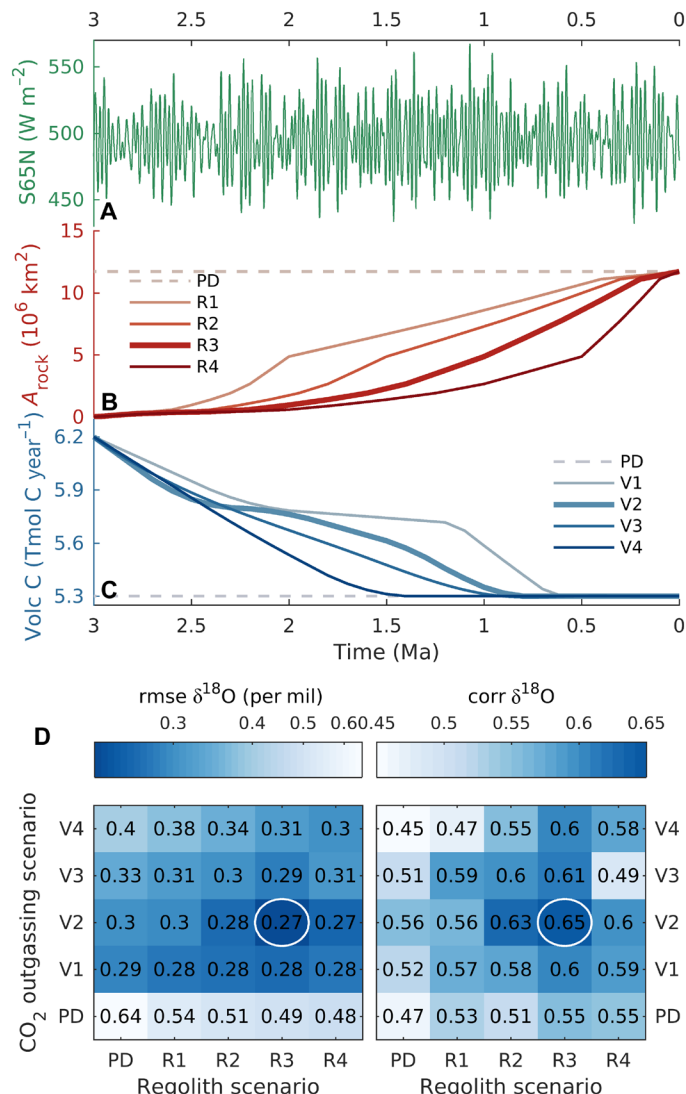 3 2.5 2 1.5 1 0.5 0
S65N (W m⁻²)
550
500
450
A
A_rock (10⁶ km²)
15
10
5
0
PD
R1
R2
R3
R4
B
Volc C (Tmol C year⁻¹)
6.2
5.9
5.6
5.3
PD
V1
V2
V3
V4
C
3 2.5 2 1.5 1 0.5 0
Time (Ma)
D
rmse δ¹⁸O (per mil) corr δ¹⁸O
0.3 0.4 0.5 0.60 0.45 0.5 0.55 0.6 0.65
CO₂ outgassing scenario
V4 0.4 0.38 0.34 0.31 0.3 0.45 0.47 0.55 0.6 0.58 V4
V3 0.33 0.31 0.3 0.29 0.31 0.51 0.59 0.6 0.61 0.49 V3
V2 0.3 0.3 0.28 0.27 0.27 0.56 0.56 0.63 0.65 0.6 V2
V1 0.29 0.28 0.28 0.28 0.28 0.52 0.57 0.58 0.6 0.59 V1
PD 0.64 0.54 0.51 0.49 0.48 0.47 0.53 0.51 0.55 0.55 PD
PD R1 R2 R3 R4 PD R1 R2 R3 R4
Regolith scenario Regolith scenario